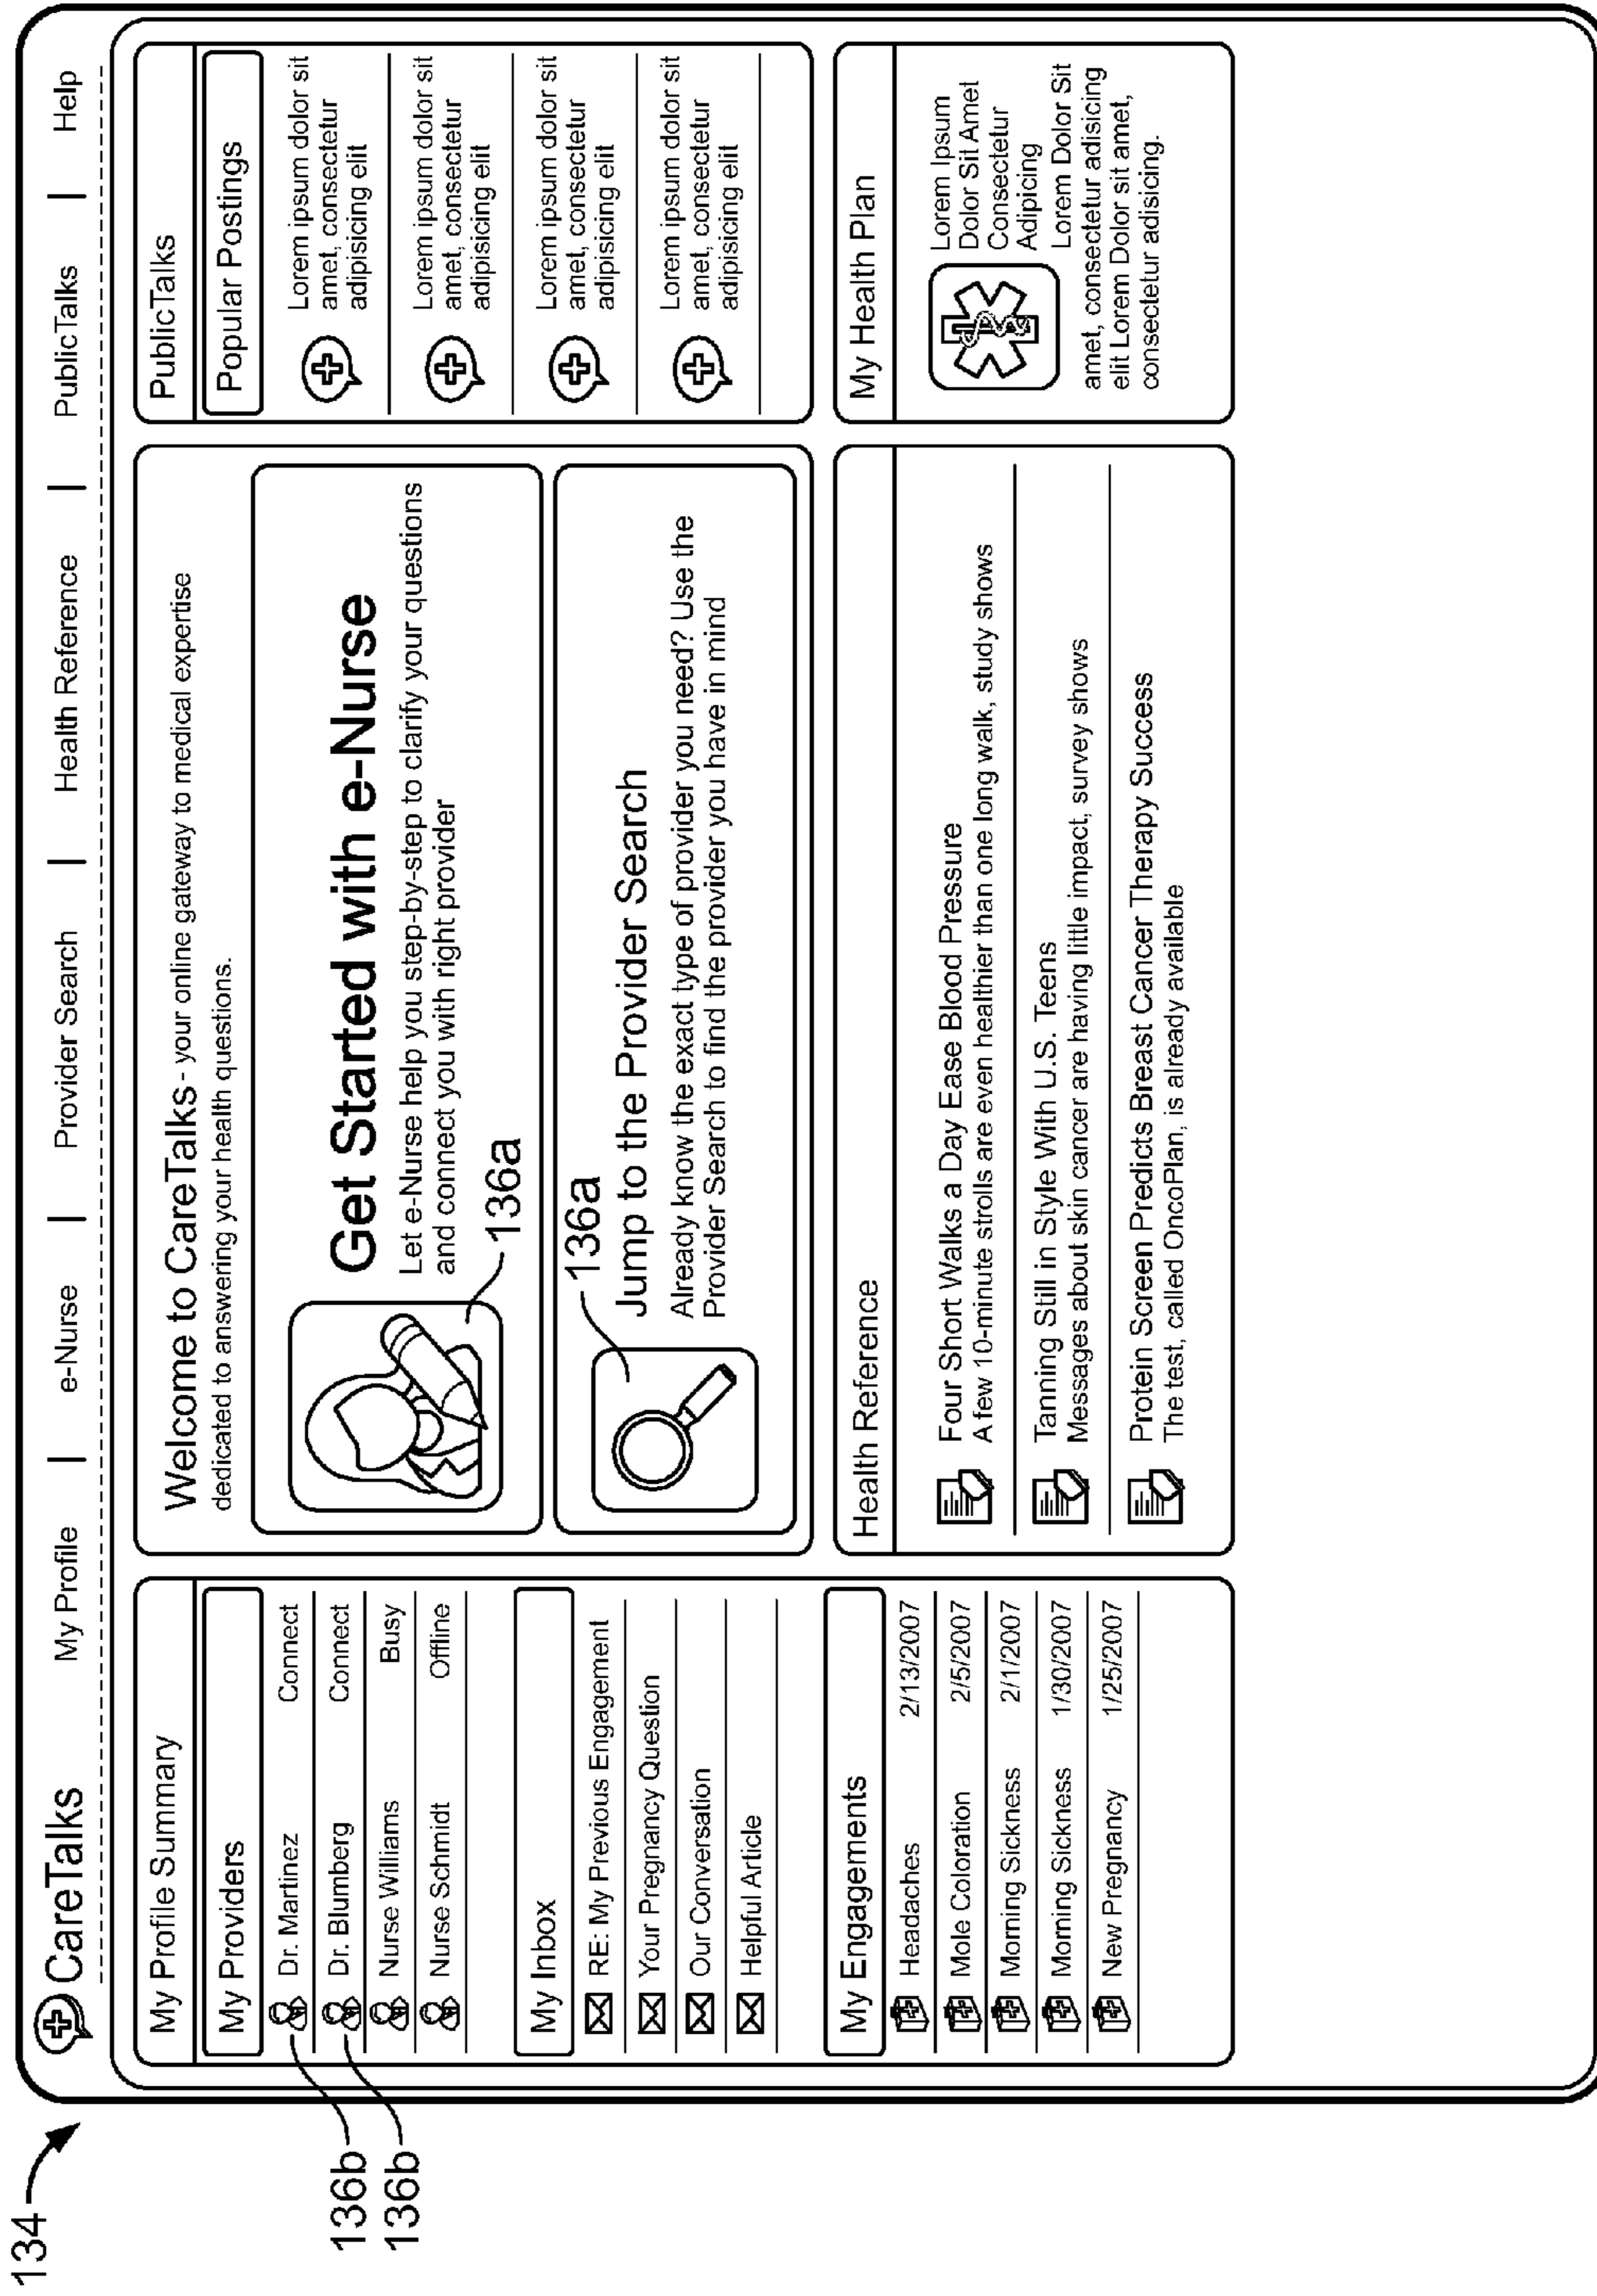 134
CareTalks
My Profile | e-Nurse | Provider Search | Health Reference | PublicTalks | Help
My Profile Summary
My Providers
Dr. Martinez Connect
Dr. Blumberg Connect
Nurse Williams Busy
Nurse Schmidt Offline
136b
136b
My Inbox
RE: My Previous Engagement
Your Pregnancy Question
Our Conversation
Helpful Article
My Engagements
Headaches 2/13/2007
Mole Coloration 2/5/2007
Morning Sickness 2/1/2007
Morning Sickness 1/30/2007
New Pregnancy 1/25/2007
Welcome to CareTalks - your online gateway to medical expertise
dedicated to answering your health questions.
Get Started with e-Nurse
Let e-Nurse help you step-by-step to clarify your questions
and connect you with right provider
136a
136a
Jump to the Provider Search
Already know the exact type of provider you need? Use the
Provider Search to find the provider you have in mind
Health Reference
Four Short Walks a Day Ease Blood Pressure
A few 10-minute strolls are even healthier than one long walk, study shows
Tanning Still in Style With U.S. Teens
Messages about skin cancer are having little impact, survey shows
Protein Screen Predicts Breast Cancer Therapy Success
The test, called OncoPlan, is already available
PublicTalks
Popular Postings
Lorem ipsum dolor sit
amet, consectetur
adipisicing elit
Lorem ipsum dolor sit
amet, consectetur
adipisicing elit
Lorem ipsum dolor sit
amet, consectetur
adipisicing elit
Lorem ipsum dolor sit
amet, consectetur
adipisicing elit
My Health Plan
Lorem Ipsum
Dolor Sit Amet
Consectetur
Adipicing
Lorem Dolor Sit
amet, consectetur adisicing
elit Lorem Dolor sit amet,
consectetur adisicing.